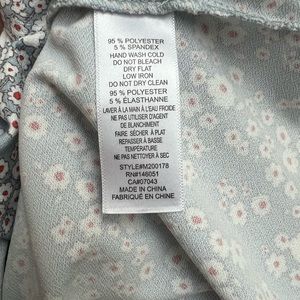 95 % POLYESTER
5 % SPANDEX
HAND WASH COLD
DO NOT BLEACH
DRY FLAT
LOW IRON
DO NOT DRY CLEAN
95 % POLYESTER
5 % ÉLASTHANNE
LAVER À LA MAIN À L'EAU FROIDE
NE PAS UTILISER D'AGENT
DE BLANCHIMENT
FAIRE SÉCHER À PLAT
REPASSER À BASSE
TEMPÉRATURE
NE PAS NETTOYER À SEC
STYLE#M200178
RN#146051
CA#07043
MADE IN CHINA
FABRIQUÉ EN CHINE